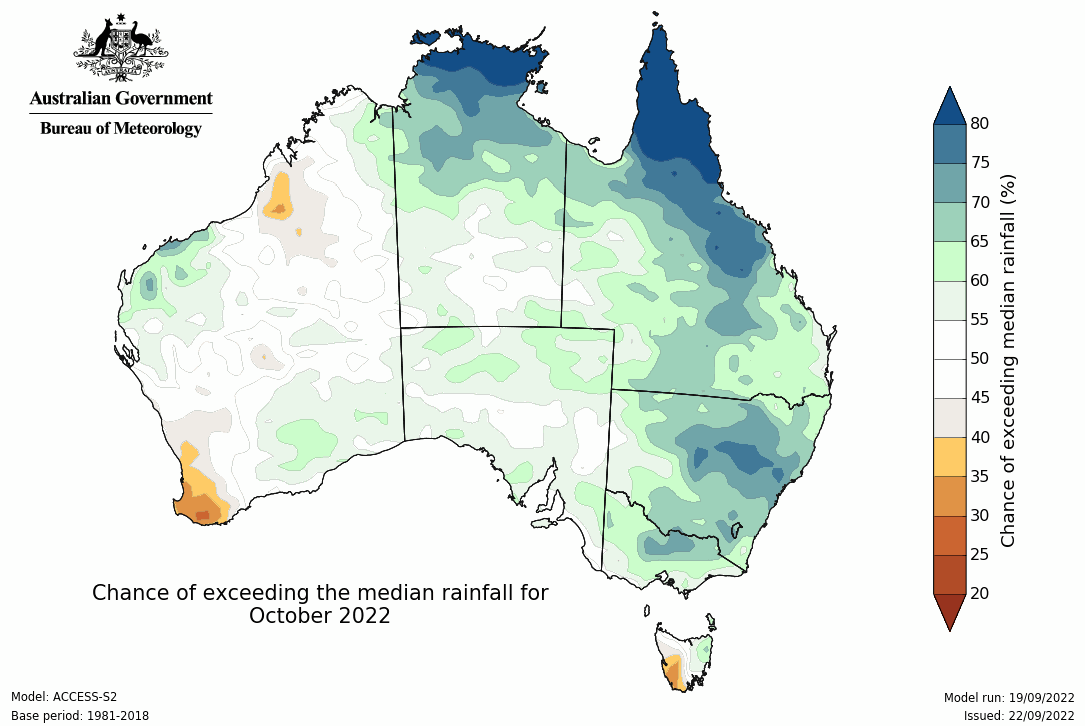 Australian Government
Bureau of Meteorology
80
75
70
65
60
55
50
45
40
35
30
25
20
Chance of exceeding median rainfall (%)
Chance of exceeding the median rainfall for
October 2022
Model: ACCESS-S2
Base period: 1981-2018
Model run: 19/09/2022
Issued: 22/09/2022